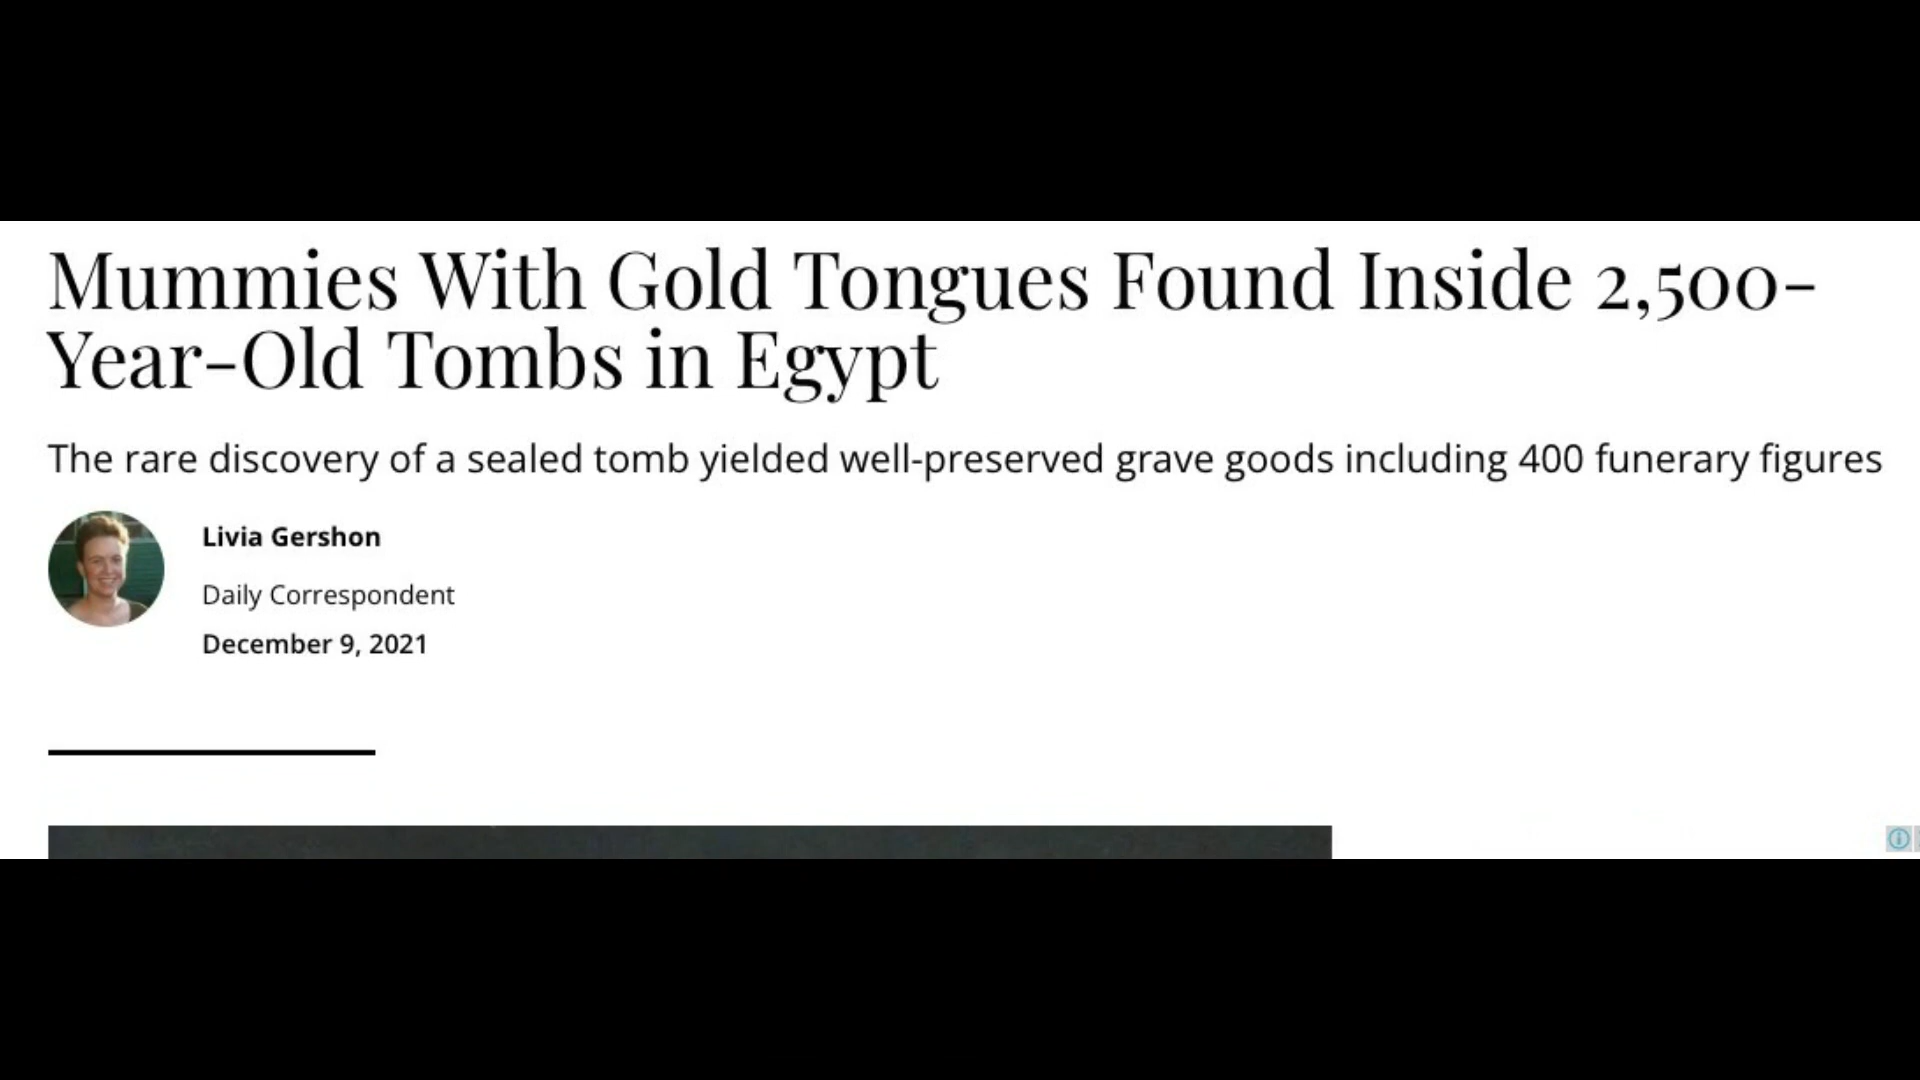 Mummies With Gold Tongues Found Inside 2,500-
Year-Old Tombs in Egypt
The rare discovery of a sealed tomb yielded well-preserved grave goods including 400 funerary figures
Livia Gershon
Daily Correspondent
December 9, 2021